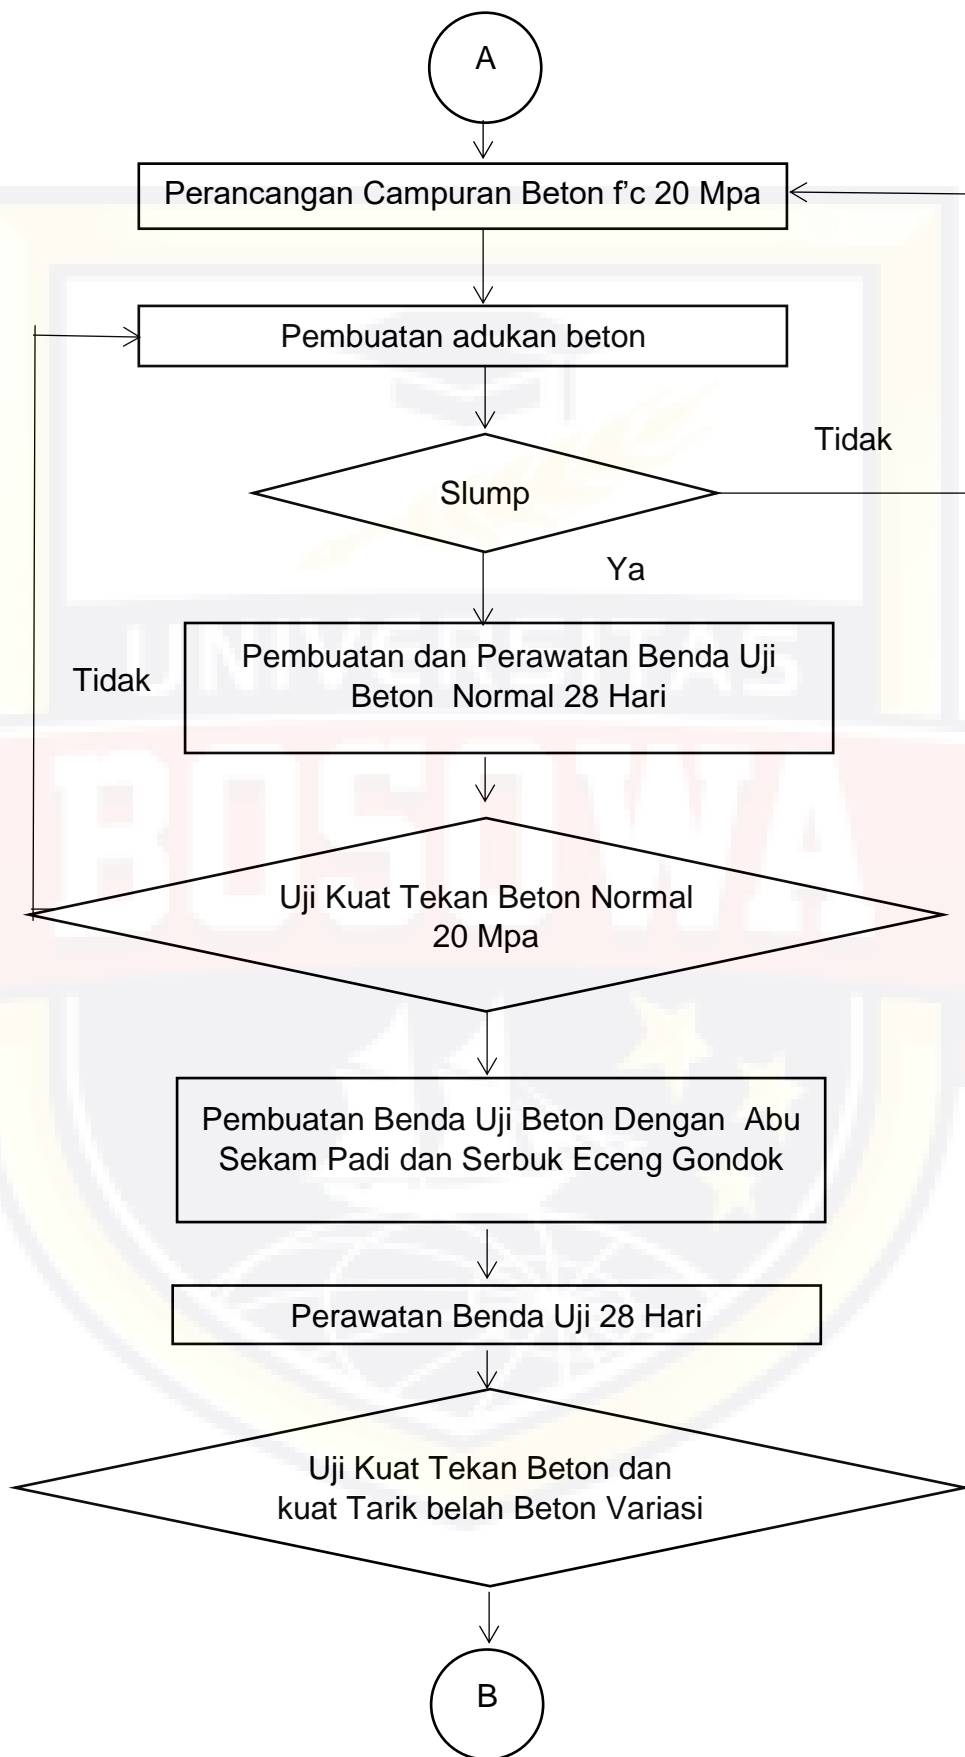 A
Perancangan Campuran Beton f'c 20 Mpa
Pembuatan adukan beton
Tidak
Slump
Ya
Pembuatan dan Perawatan Benda Uji
Beton Normal 28 Hari
Tidak
UNIVERSITAS
BOSOWA
Uji Kuat Tekan Beton Normal
20 Mpa
Pembuatan Benda Uji Beton Dengan Abu
Sekam Padi dan Serbuk Eceng Gondok
Perawatan Benda Uji 28 Hari
Uji Kuat Tekan Beton dan
kuat Tarik belah Beton Variasi
B